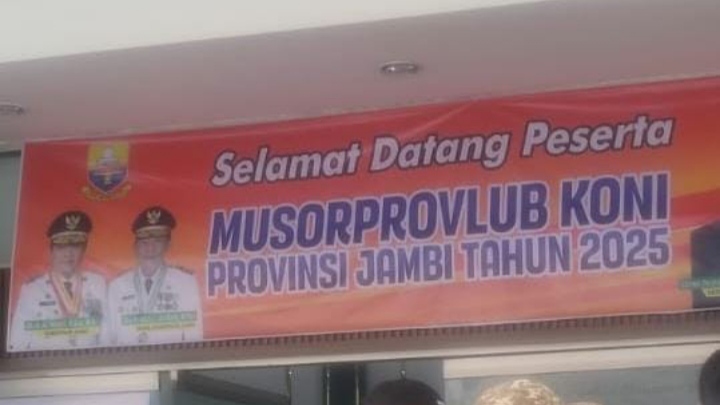 Selamat Datang Peserta
MUSORPROVLUB KONI
PROVINSI JAMBI TAHUN 2025